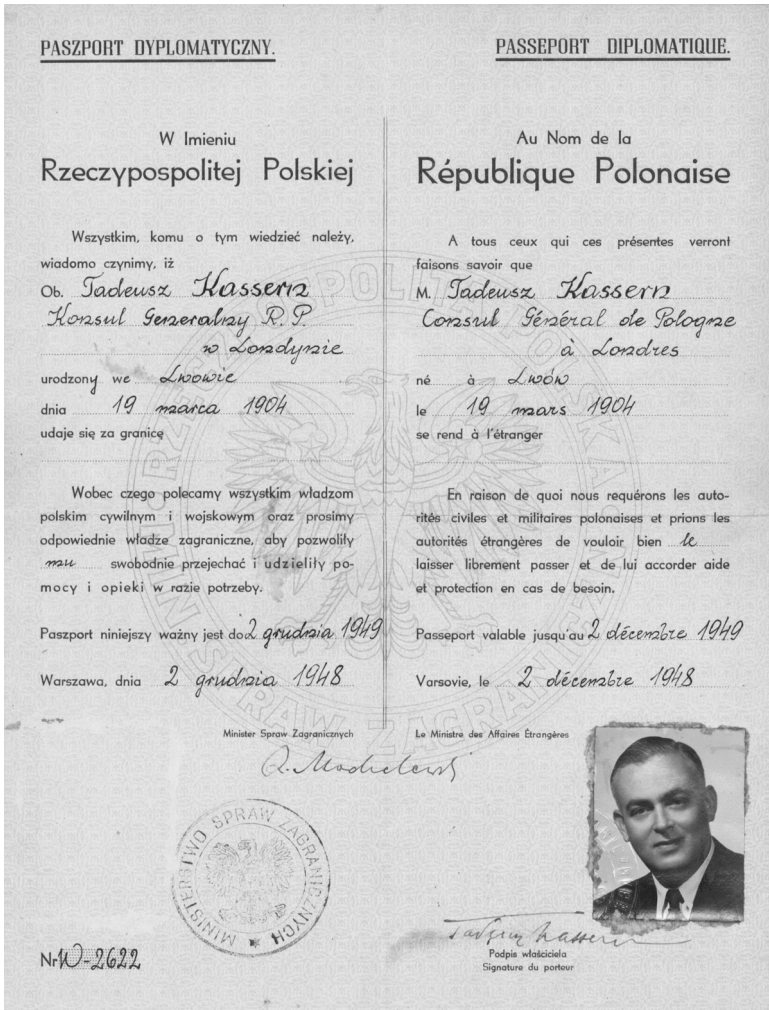 PASZPORT DYPLOMATYCZNY.
W Imieniu
Rzeczypospolitej Polskiej
Wszystkim, komu o tym wiedzieć należy,
wiadomo czynimy, iż
Ob. Tadeusz Kassern
Konsul Generalny R. P.
w Londynie
urodzony we Lwowie
dnia 19 marca 1904
udaje się za granicę
Wobec czego polecamy wszystkim władzom
polskim cywilnym i wojskowym oraz prosimy
odpowiednie władze zagraniczne, aby pozwoliły
mu swobodnie przejechać i udzieliły po-
mocy i opieki w razie potrzeby.
Paszport niniejszy ważny jest do 2 grudnia 1949
Warszawa, dnia 2 grudnia 1948
Minister Spraw Zagranicznych
PASSEPORT DIPLOMATIQUE.
Au Nom de la
République Polonaise
A tous ceux qui ces présentes verront
faisons savoir que
M. Tadeusz Kassern
Consul Général de Pologne
à Londres
né à Lwów
le 19 mars 1904
se rend à l'étranger
En raison de quoi nous requérons les auto-
rités civiles et militaires polonaises et prions les
autorités étrangères de vouloir bien le
laisser librement passer et de lui accorder aide
et protection en cas de besoin.
Passeport valable jusqu'au 2 décembre 1949
Varsovie, le 2 décembre 1948
Le Ministre des Affaires Étrangères
MINISTERSTWO SPRAW ZAGRANICZNYCH
Nr W-2622
Tadeusz Kassern
Podpis właściciela
Signature du porteur